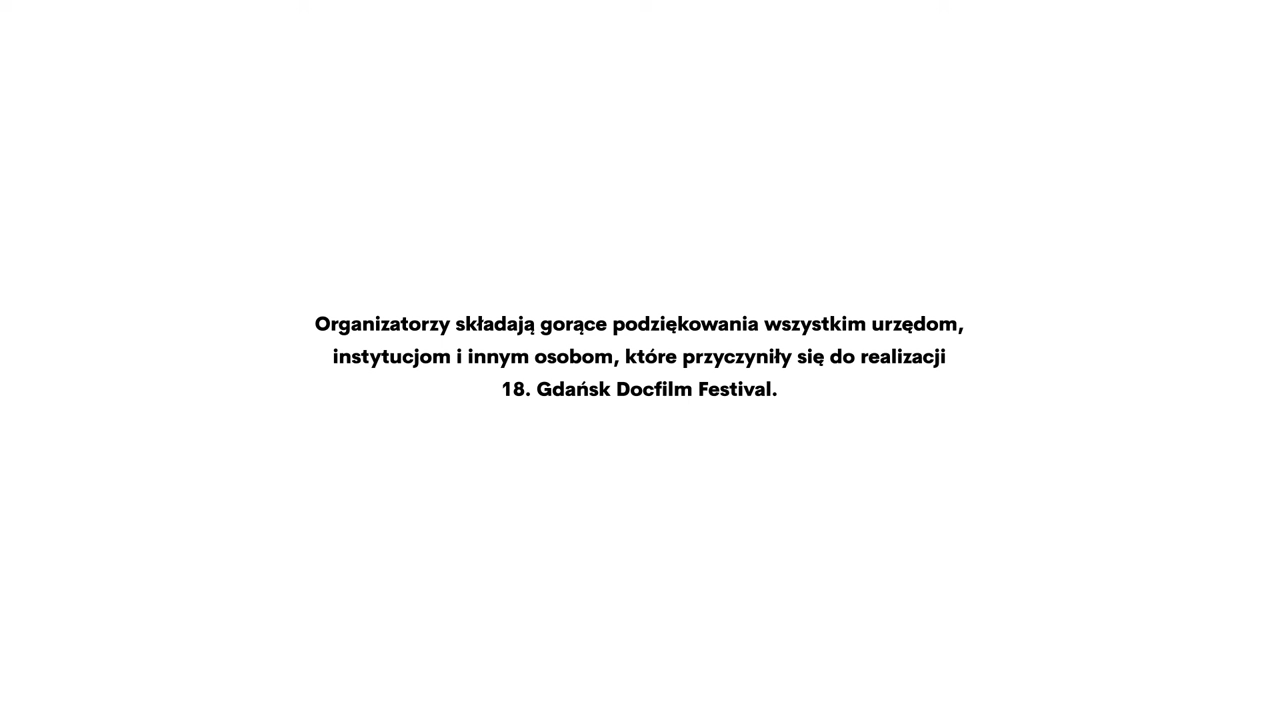 Organizatorzy składają gorące podziękowania wszystkim urzędom,
instytucjom i innym osobom, które przyczyniły się do realizacji
18. Gdańsk Docfilm Festival.